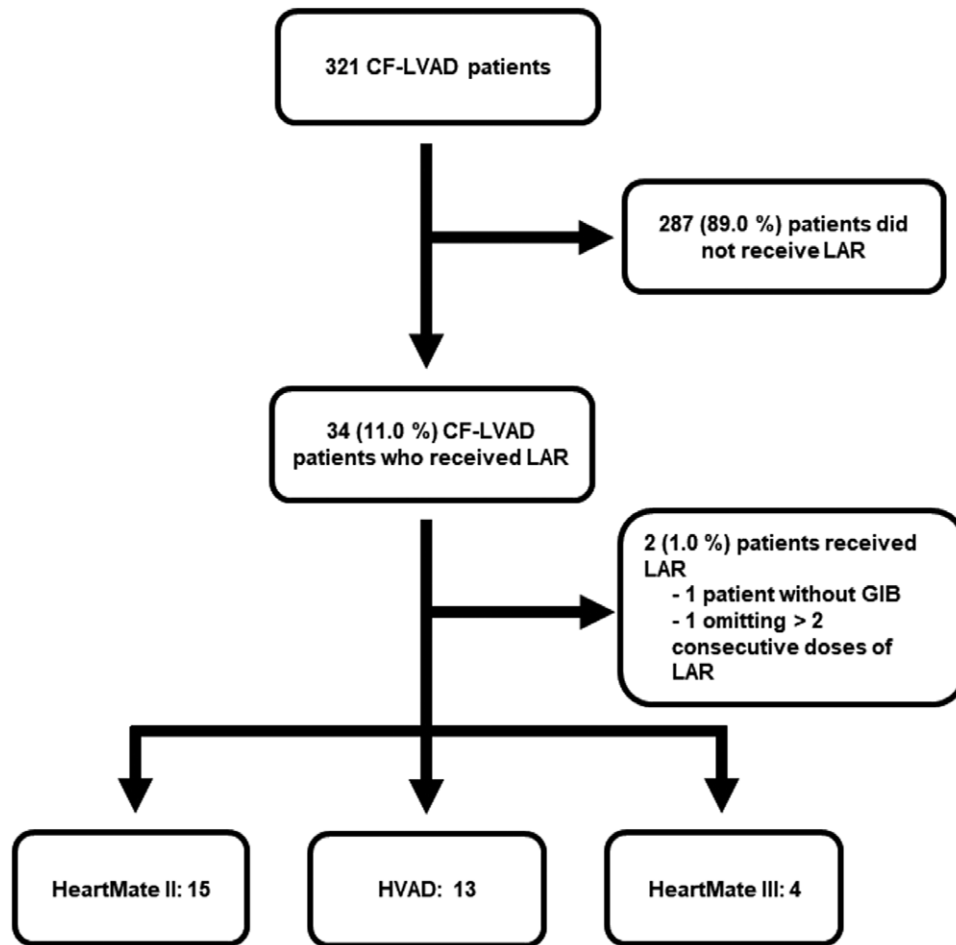 321 CF-LVAD patients
287 (89.0 %) patients did
not receive LAR
34 (11.0 %) CF-LVAD
patients who received LAR
2 (1.0 %) patients received
LAR
- 1 patient without GIB
- 1 omitting > 2
consecutive doses of
LAR
HeartMate II: 15
HVAD: 13
HeartMate III: 4